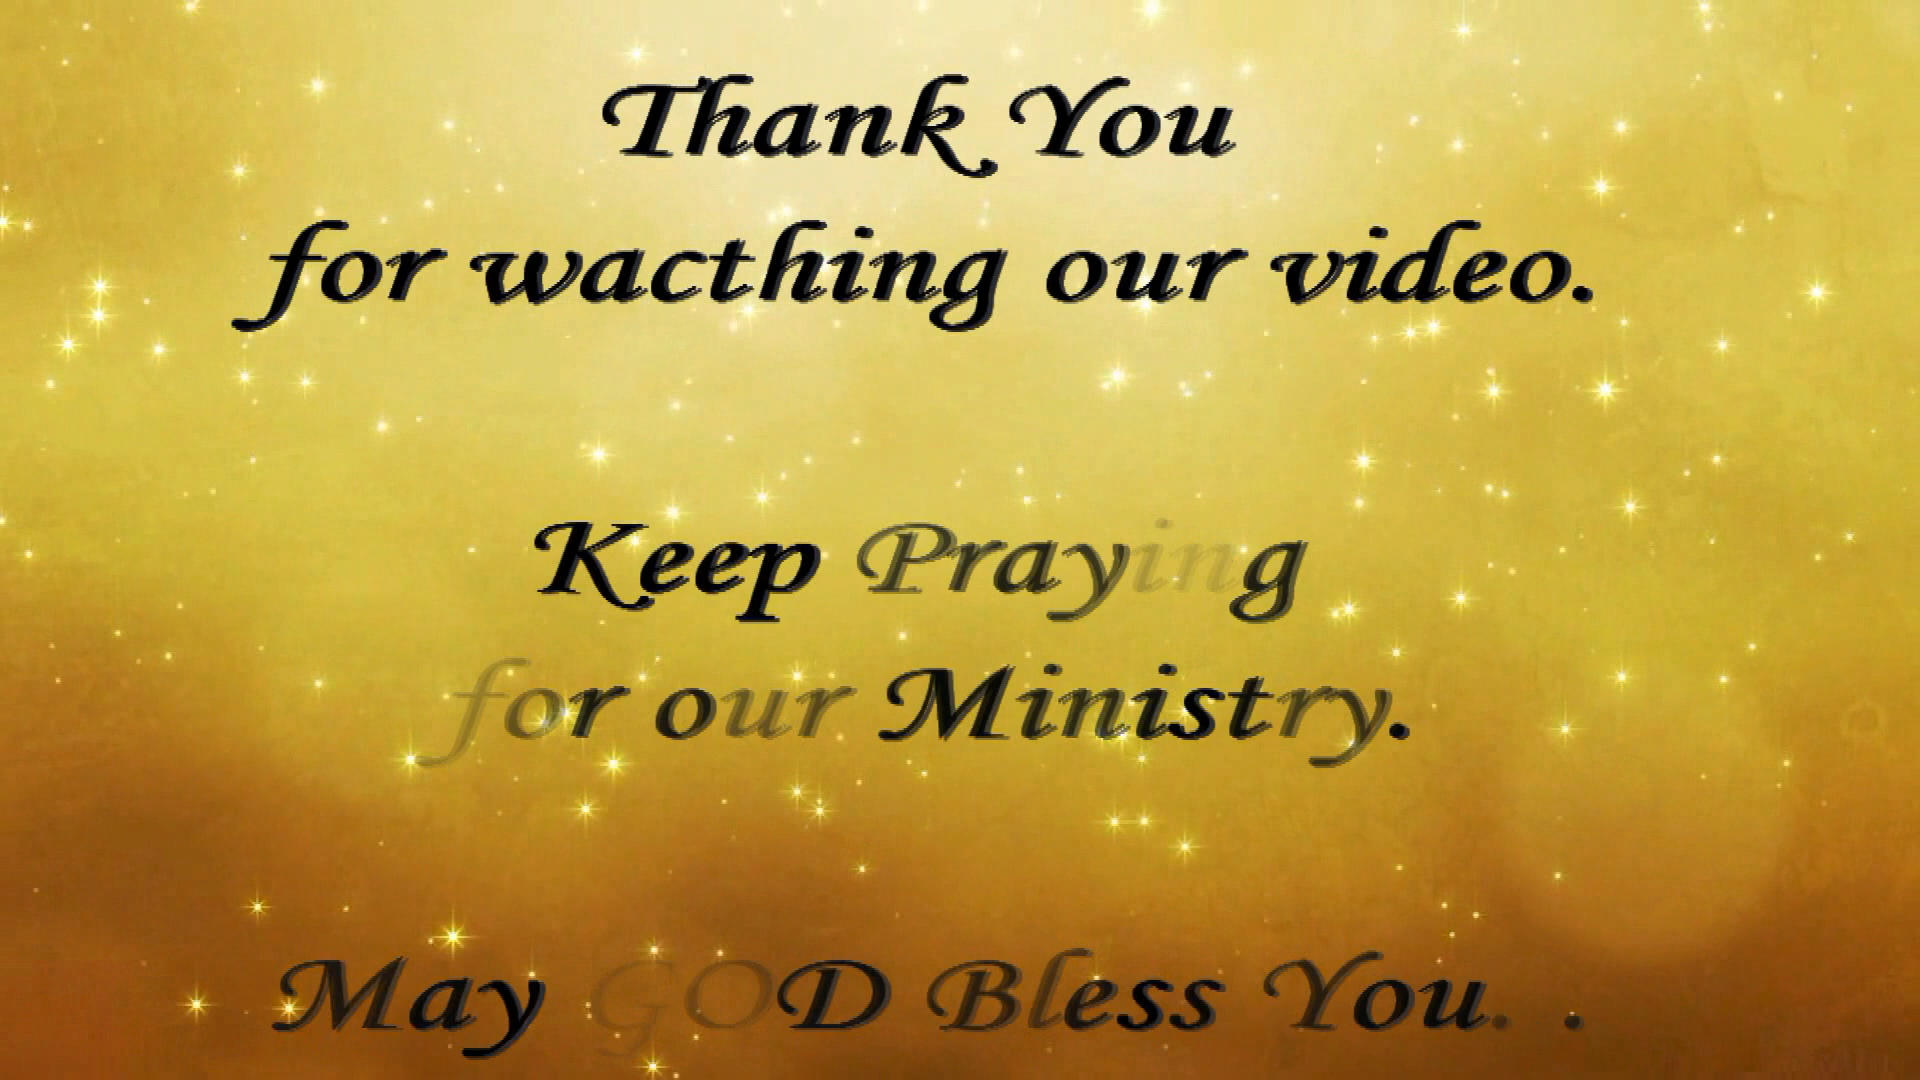 Thank You
for wacthing our video.
Keep Praying
for our Ministry.
May GOD Bless You. .